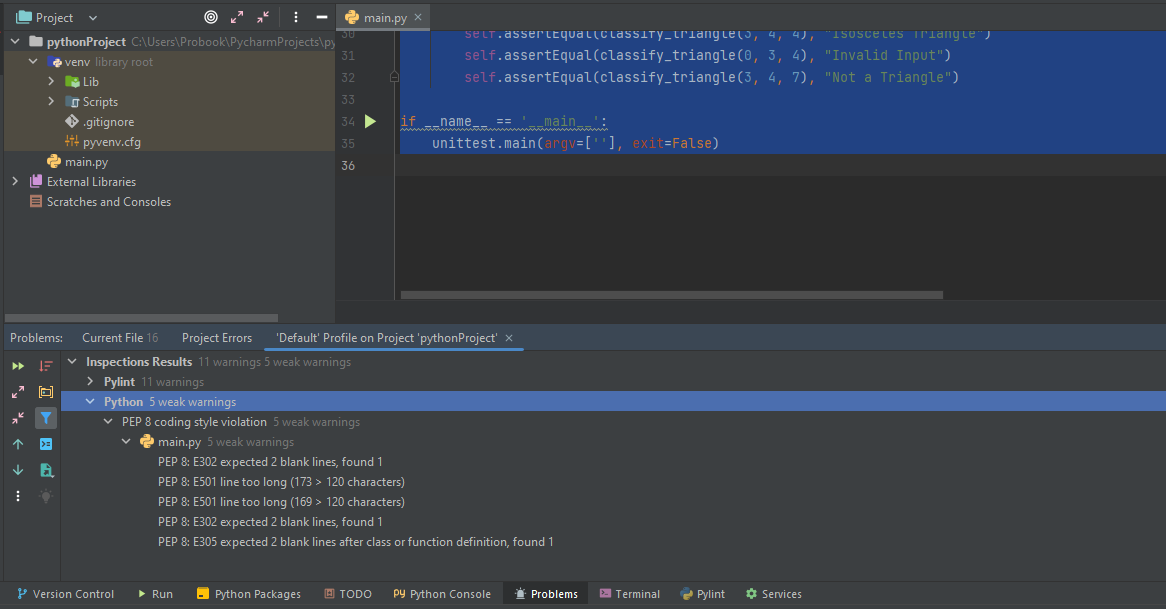 Project
main.py
pythonProject C:\Users\Probook\PycharmProjects\py
venv library root
Lib
Scripts
.gitignore
pyvenv.cfg
main.py
External Libraries
Scratches and Consoles
30 self.assertEqual(classify_triangle(3, 4, 4), "Isosceles Triangle")
31 self.assertEqual(classify_triangle(0, 3, 4), "Invalid Input")
32 self.assertEqual(classify_triangle(3, 4, 7), "Not a Triangle")
33
34 if __name__ == '__main__':
35 unittest.main(argv=[''], exit=False)
36
Problems: Current File 16 Project Errors 'Default' Profile on Project 'pythonProject'
Inspections Results 11 warnings 5 weak warnings
Pylint 11 warnings
Python 5 weak warnings
PEP 8 coding style violation 5 weak warnings
main.py 5 weak warnings
PEP 8: E302 expected 2 blank lines, found 1
PEP 8: E501 line too long (173 > 120 characters)
PEP 8: E501 line too long (169 > 120 characters)
PEP 8: E302 expected 2 blank lines, found 1
PEP 8: E305 expected 2 blank lines after class or function definition, found 1
Version Control Run Python Packages TODO Python Console Problems Terminal Pylint Services